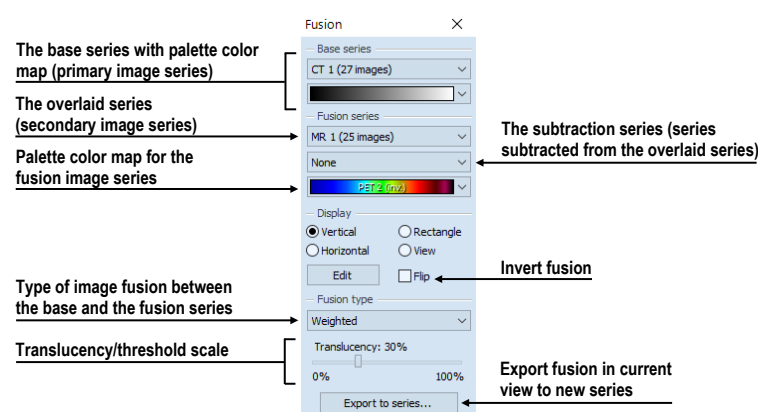 Fusion
The base series with palette color
map (primary image series)
Base series
CT 1 (27 images)
The overlaid series
(secondary image series)
Fusion series
MR 1 (25 images)
The subtraction series (series
subtracted from the overlaid series)
Palette color map for the
fusion image series
None
PET 2 (inv)
Display
Vertical
Rectangle
Horizontal
View
Edit
Flip
Invert fusion
Type of image fusion between
the base and the fusion series
Fusion type
Weighted
Translucency/threshold scale
Translucency: 30%
0%
100%
Export fusion in current
view to new series
Export to series...